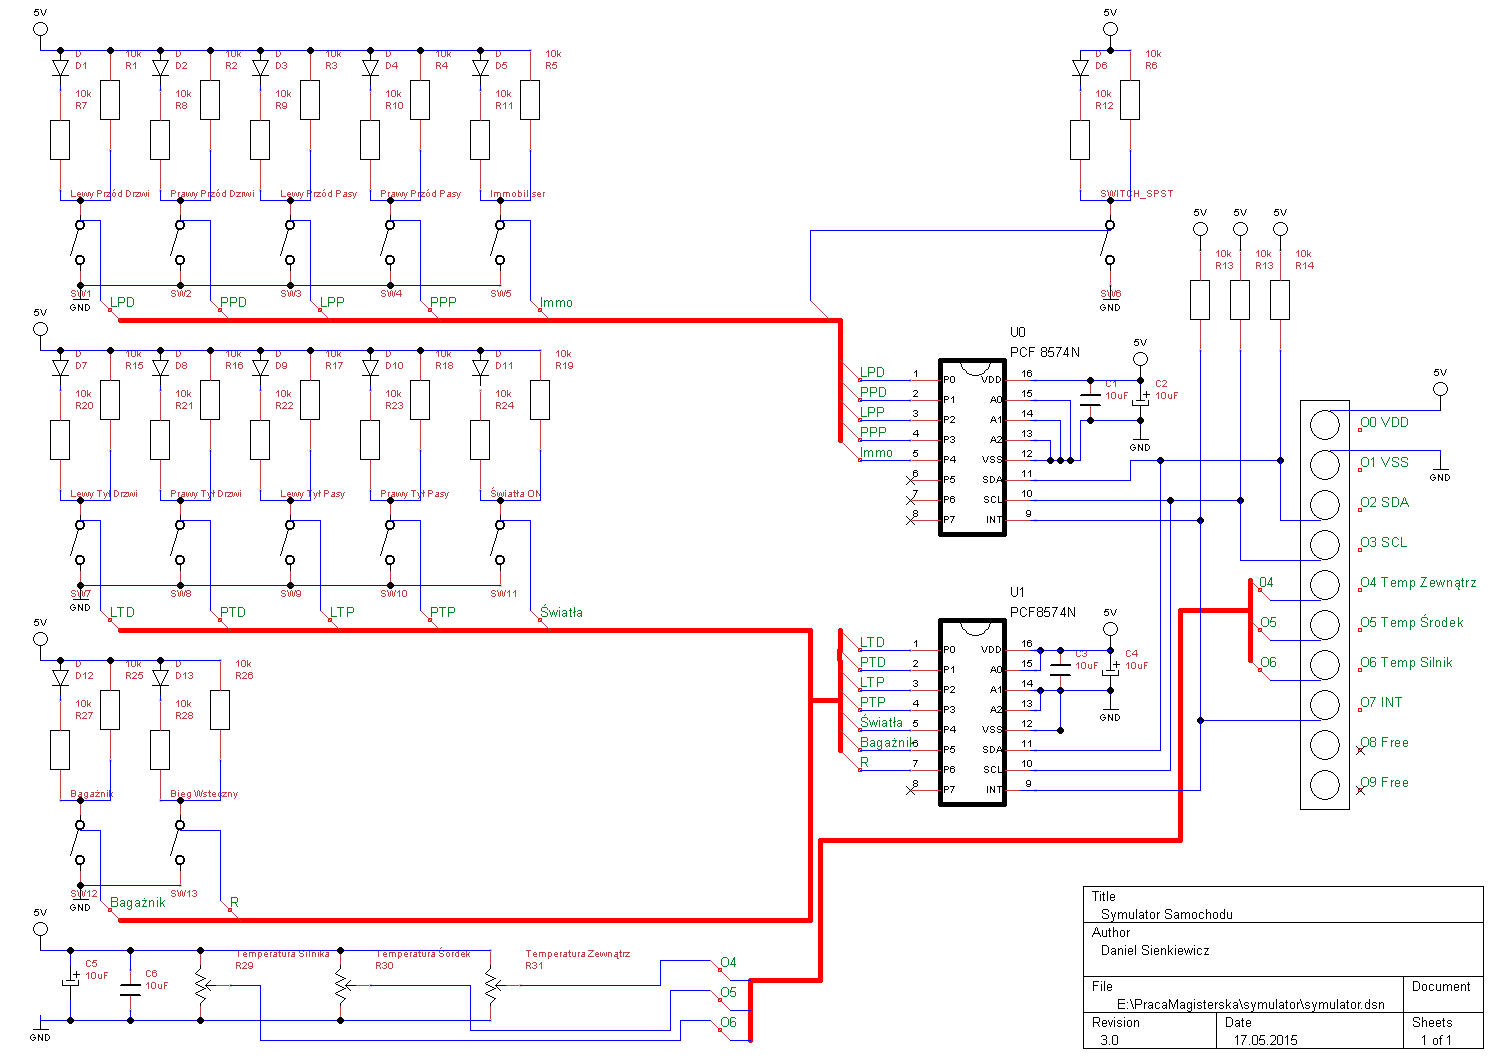 5V
5V
D D D D D D
D1 D2 D3 D4 D5 D6
10k 10k 10k 10k 10k 10k
R1 R2 R3 R4 R5 R6
10k 10k 10k 10k 10k 10k
R7 R8 R9 R10 R11 R12
Lewy Przód Drzwi Prawy Przód Dzrwi Lewy Przód Pasy Prawy Przód Pasy Immobiliser SWITCH_SPST
5V 5V 5V
10k 10k 10k
R13 R13 R14
SW1 SW2 SW3 SW4 SW5 SW6
GND GND
LPD PPD LPP PPP Immo
5V
D D D D D
D7 D8 D9 D10 D11
10k 10k 10k 10k 10k
R15 R16 R17 R18 R19
10k 10k 10k 10k 10k
R20 R21 R22 R23 R24
Lewy Tył Drzwi Prawy Tył Drzwi Lewy Tył Pasy Prawy Tył Pasy Światła ON
SW7 SW8 SW9 SW10 SW11
GND
LTD PTD LTP PTP Światła
U0
PCF 8574N
5V
LPD 1 P0 VDD 16
PPD 2 P1 A0 15
LPP 3 P2 A1 14
PPP 4 P3 A2 13
Immo 5 P4 VSS 12
6 P5 SDA 11
7 P6 SCL 10
8 P7 INT 9
C1 10uF
C2 10uF
GND
5V
GND
O0 VDD
O1 VSS
O2 SDA
O3 SCL
O4 Temp Zewnątrz
O5 Temp Środek
O6 Temp Silnik
O7 INT
O8 Free
O9 Free
O4
O5
O6
U1
PCF8574N
5V
LTD 1 P0 VDD 16
PTD 2 P1 A0 15
LTP 3 P2 A1 14
PTP 4 P3 A2 13
Światła 5 P4 VSS 12
Bagażnik 6 P5 SDA 11
R 7 P6 SCL 10
8 P7 INT 9
C3 10uF
C4 10uF
GND
5V
D D
D12 D13
10k 10k
R25 R26
10k 10k
R27 R28
Bagażnik Bieg Wsteczny
SW12 SW13
GND
Bagażnik R
5V
C5
10uF
C6
10uF
Temperatura Silnika
R29
Temperatura Śordek
R30
Temperatura Zewnątrz
R31
O4
O5
O6
GND
Title
Symulator Samochodu
Author
Daniel Sienkiewicz
File
E:\PracaMagisterska\symulator\symulator.dsn
Document
Revision
3.0
Date
17.05.2015
Sheets
1 of 1